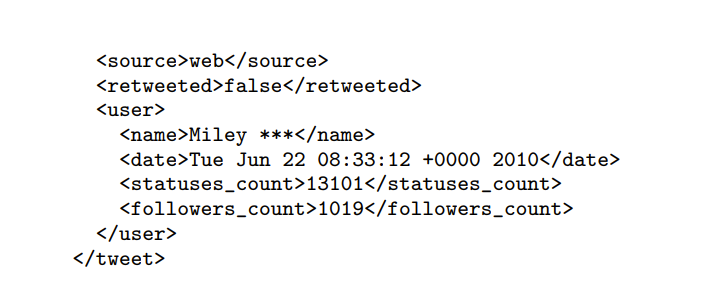 <source>web</source>
<retweeted>false</retweeted>
<user>
<name>Miley ***</name>
<date>Tue Jun 22 08:33:12 +0000 2010</date>
<statuses_count>13101</statuses_count>
<followers_count>1019</followers_count>
</user>
</tweet>